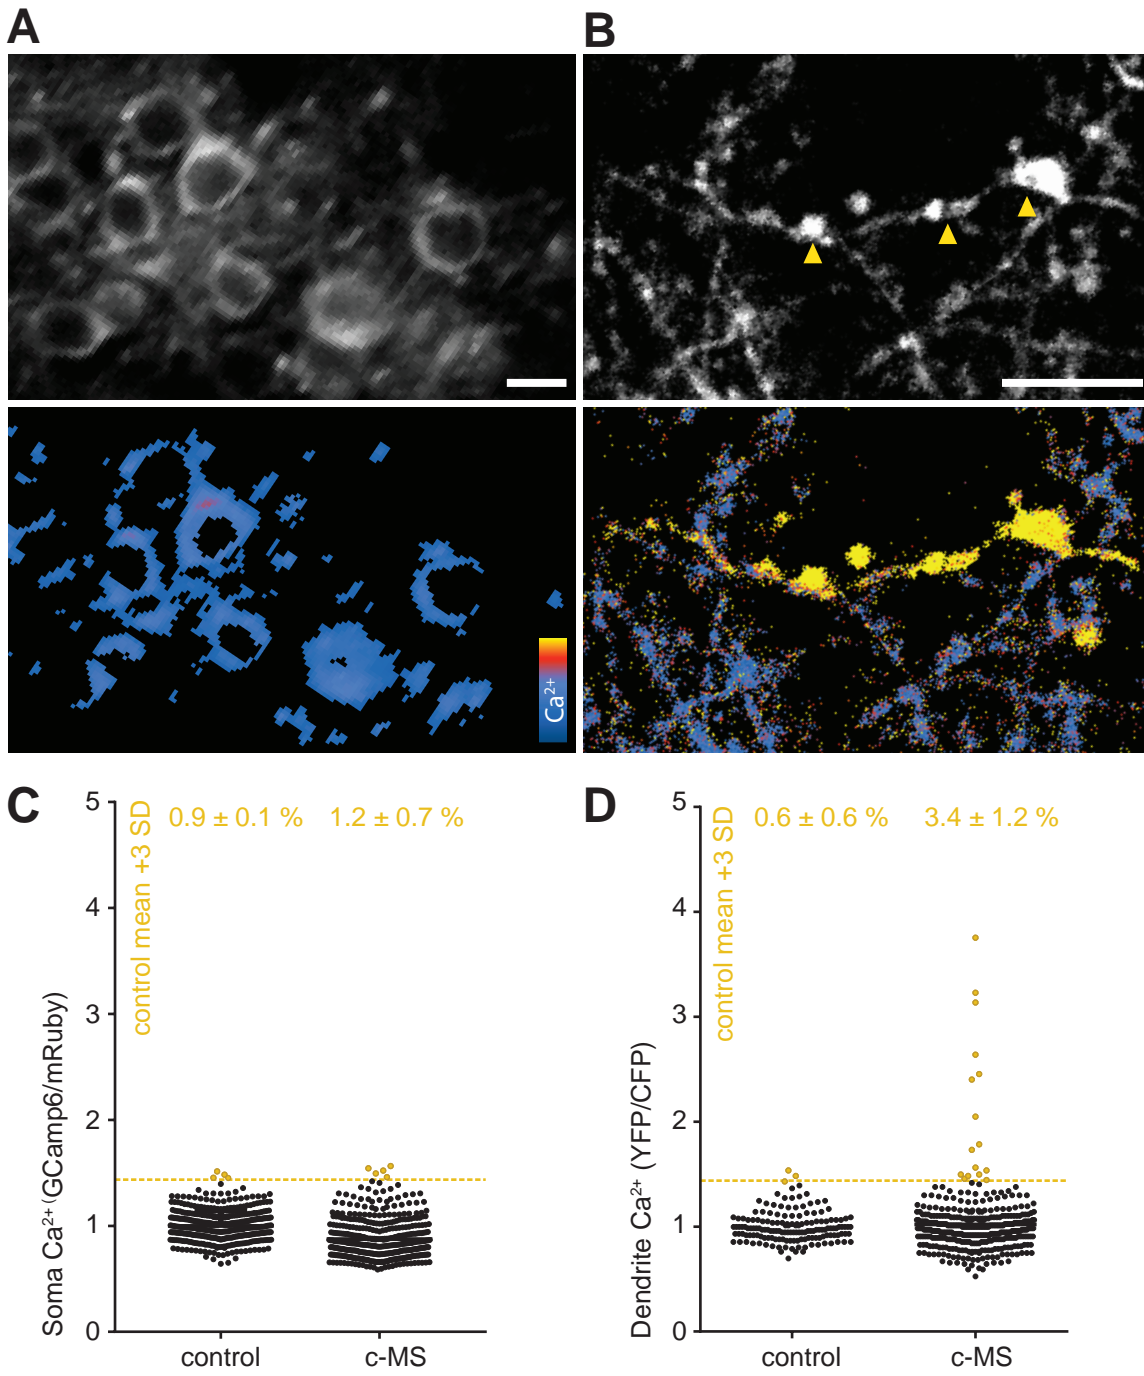 A
B
Ca2+
C
5
4
3
2
1
0
Soma Ca2+ (GCamp6/mRuby)
control mean +3 SD
0.9 ± 0.1 %
1.2 ± 0.7 %
control
c-MS
D
5
4
3
2
1
0
Dendrite Ca2+ (YFP/CFP)
control mean +3 SD
0.6 ± 0.6 %
3.4 ± 1.2 %
control
c-MS